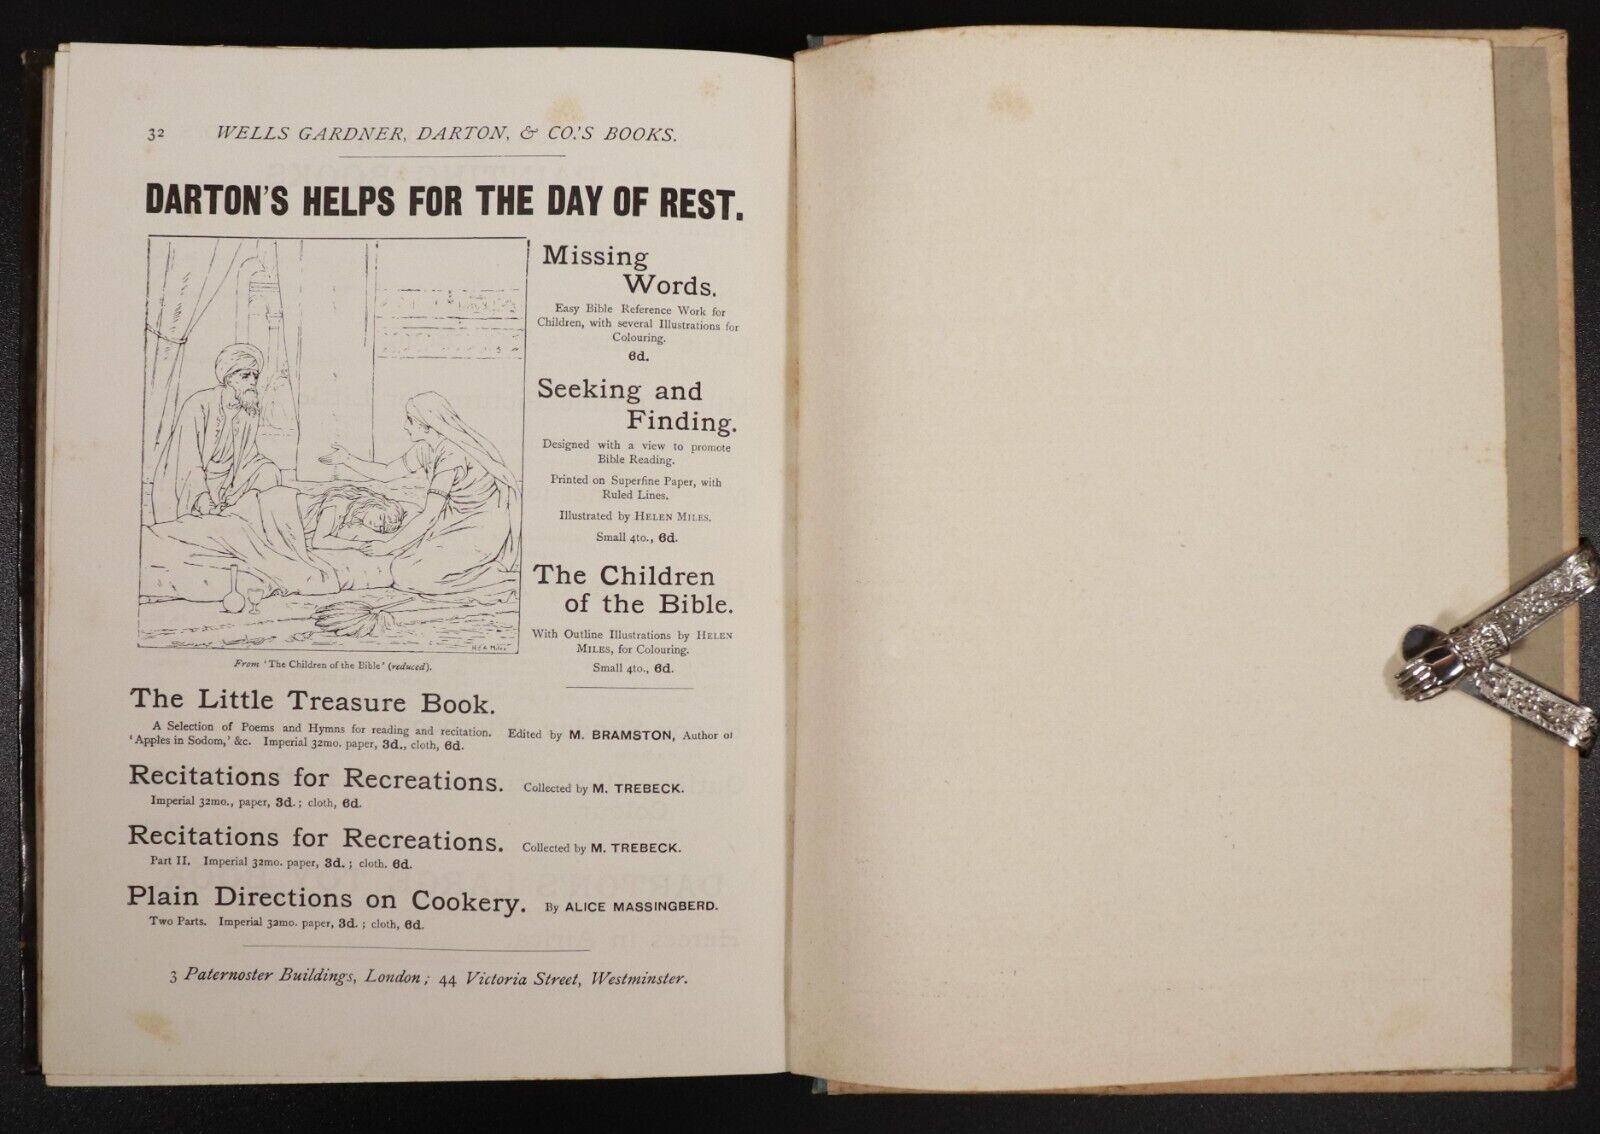 32 WELLS GARDNER, DARTON, & CO.'S BOOKS.
DARTON'S HELPS FOR THE DAY OF REST.
Missing
Words.
Easy Bible Reference Work for
Children, with several Illustrations for
Colouring.
6d.
Seeking and
Finding.
Designed with a view to promote
Bible Reading.
Printed on Superfine Paper, with
Ruled Lines.
Illustrated by HELEN MILES.
Small 4to., 6d.
The Children
of the Bible.
With Outline Illustrations by HELEN
MILES, for Colouring.
Small 4to., 6d.
From 'The Children of the Bible' (reduced).
The Little Treasure Book.
A Selection of Poems and Hymns for reading and recitation. Edited by M. BRAMSTON, Author of
'Apples in Sodom,' &c. Imperial 32mo. paper, 3d., cloth, 6d.
Recitations for Recreations. Collected by M. TREBECK.
Imperial 32mo., paper, 3d.; cloth, 6d.
Recitations for Recreations. Collected by M. TREBECK.
Part II. Imperial 32mo. paper, 3d.; cloth. 6d.
Plain Directions on Cookery. By ALICE MASSINGBERD.
Two Parts. Imperial 32mo. paper, 3d.; cloth, 6d.
3 Paternoster Buildings, London; 44 Victoria Street, Westminster.